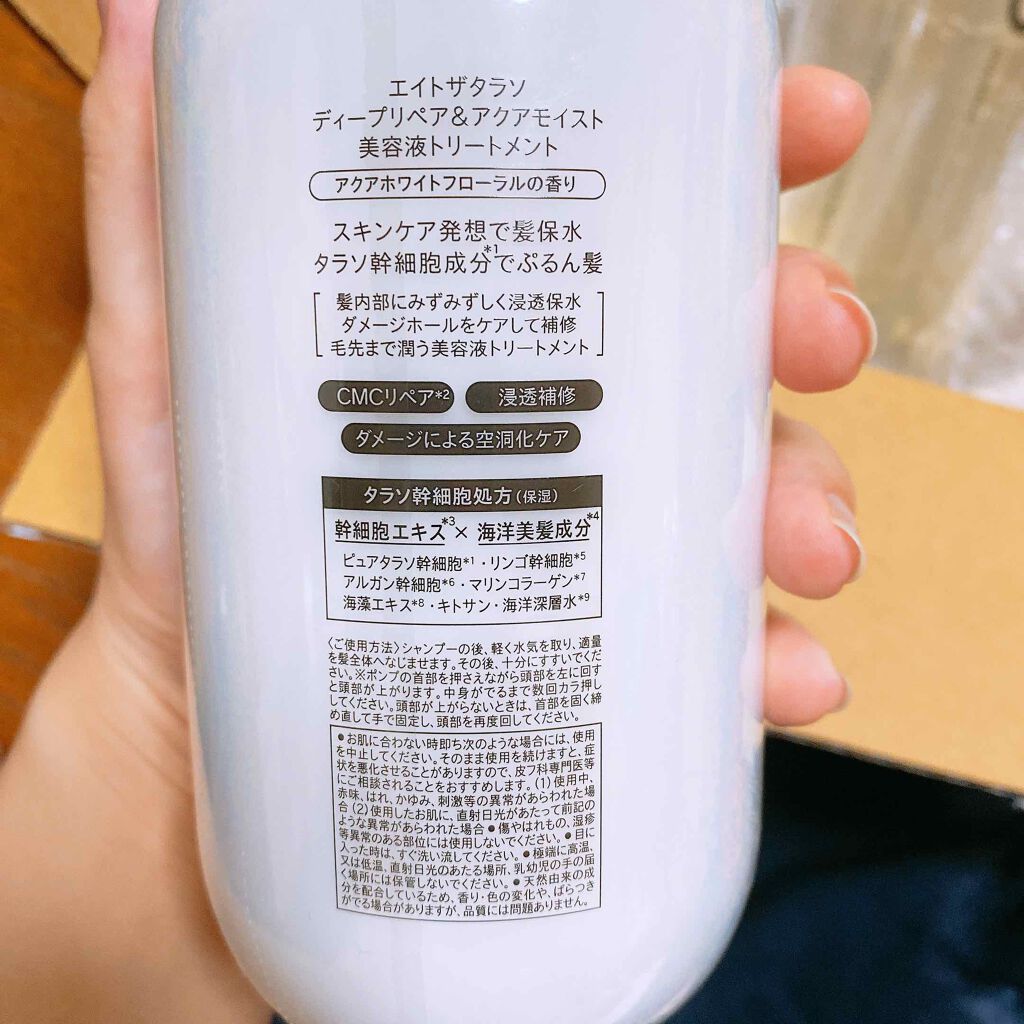 エイトザタラソ
ディープリペア&アクアモイスト
美容液トリートメント
アクアホワイトフローラルの香り
スキンケア発想で髪保水
タラソ幹細胞成分*1でぷるん髪
髪内部にみずみずしく浸透保水
ダメージホールをケアして補修
毛先まで潤う美容液トリートメント
CMCリペア*2 浸透補修
ダメージによる空洞化ケア
タラソ幹細胞処方(保湿)
幹細胞エキス*3× 海洋美髪成分*4
ピュアタラソ幹細胞*1・リンゴ幹細胞*5
アルガン幹細胞*6・マリンコラーゲン*7
海藻エキス*8・キトサン・海洋深層水*9
〈ご使用方法〉シャンプーの後、軽く水気を取り、適量
を髪全体へなじませます。その後、十分にすすいでくだ
さい。※ポンプの首部を押さえながら頭部を左に回す
と頭部が上がります。中身がでるまで数回カラ押し
してください。頭部が上がらないときは、首部を固く締
め直して手で固定し、頭部を再度回してください。
●お肌に合わない時即ち次のような場合には、使用
を中止してください。そのまま使用を続けますと、症
状を悪化させることがありますので、皮フ科専門医等
にご相談されることをおすすめします。(1)使用中、
赤味、はれ、かゆみ、刺激等の異常があらわれた場
合(2)使用したお肌に、直射日光があたって前記の
ような異常があらわれた場合●傷やはれもの、湿疹
等異常のある部位には使用しないでください。●目に
入った時は、すぐ洗い流してください。●極端に高温、
又は低温、直射日光のあたる場所、乳幼児の手の届
く場所には保管しないでください。●天然由来の成
分を配合しているため、香り・色の変化や、ばらつき
がでる場合がありますが、品質には問題ありません。